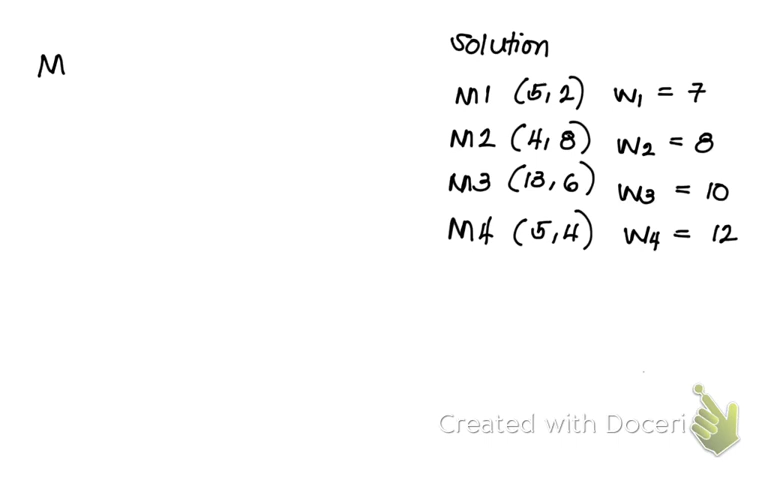 M
Solution
M1 (5,2) W1 = 7
M2 (4,8) W2 = 8
M3 (13,6) W3 = 10
M4 (5,4) W4 = 12
Created with Doceri